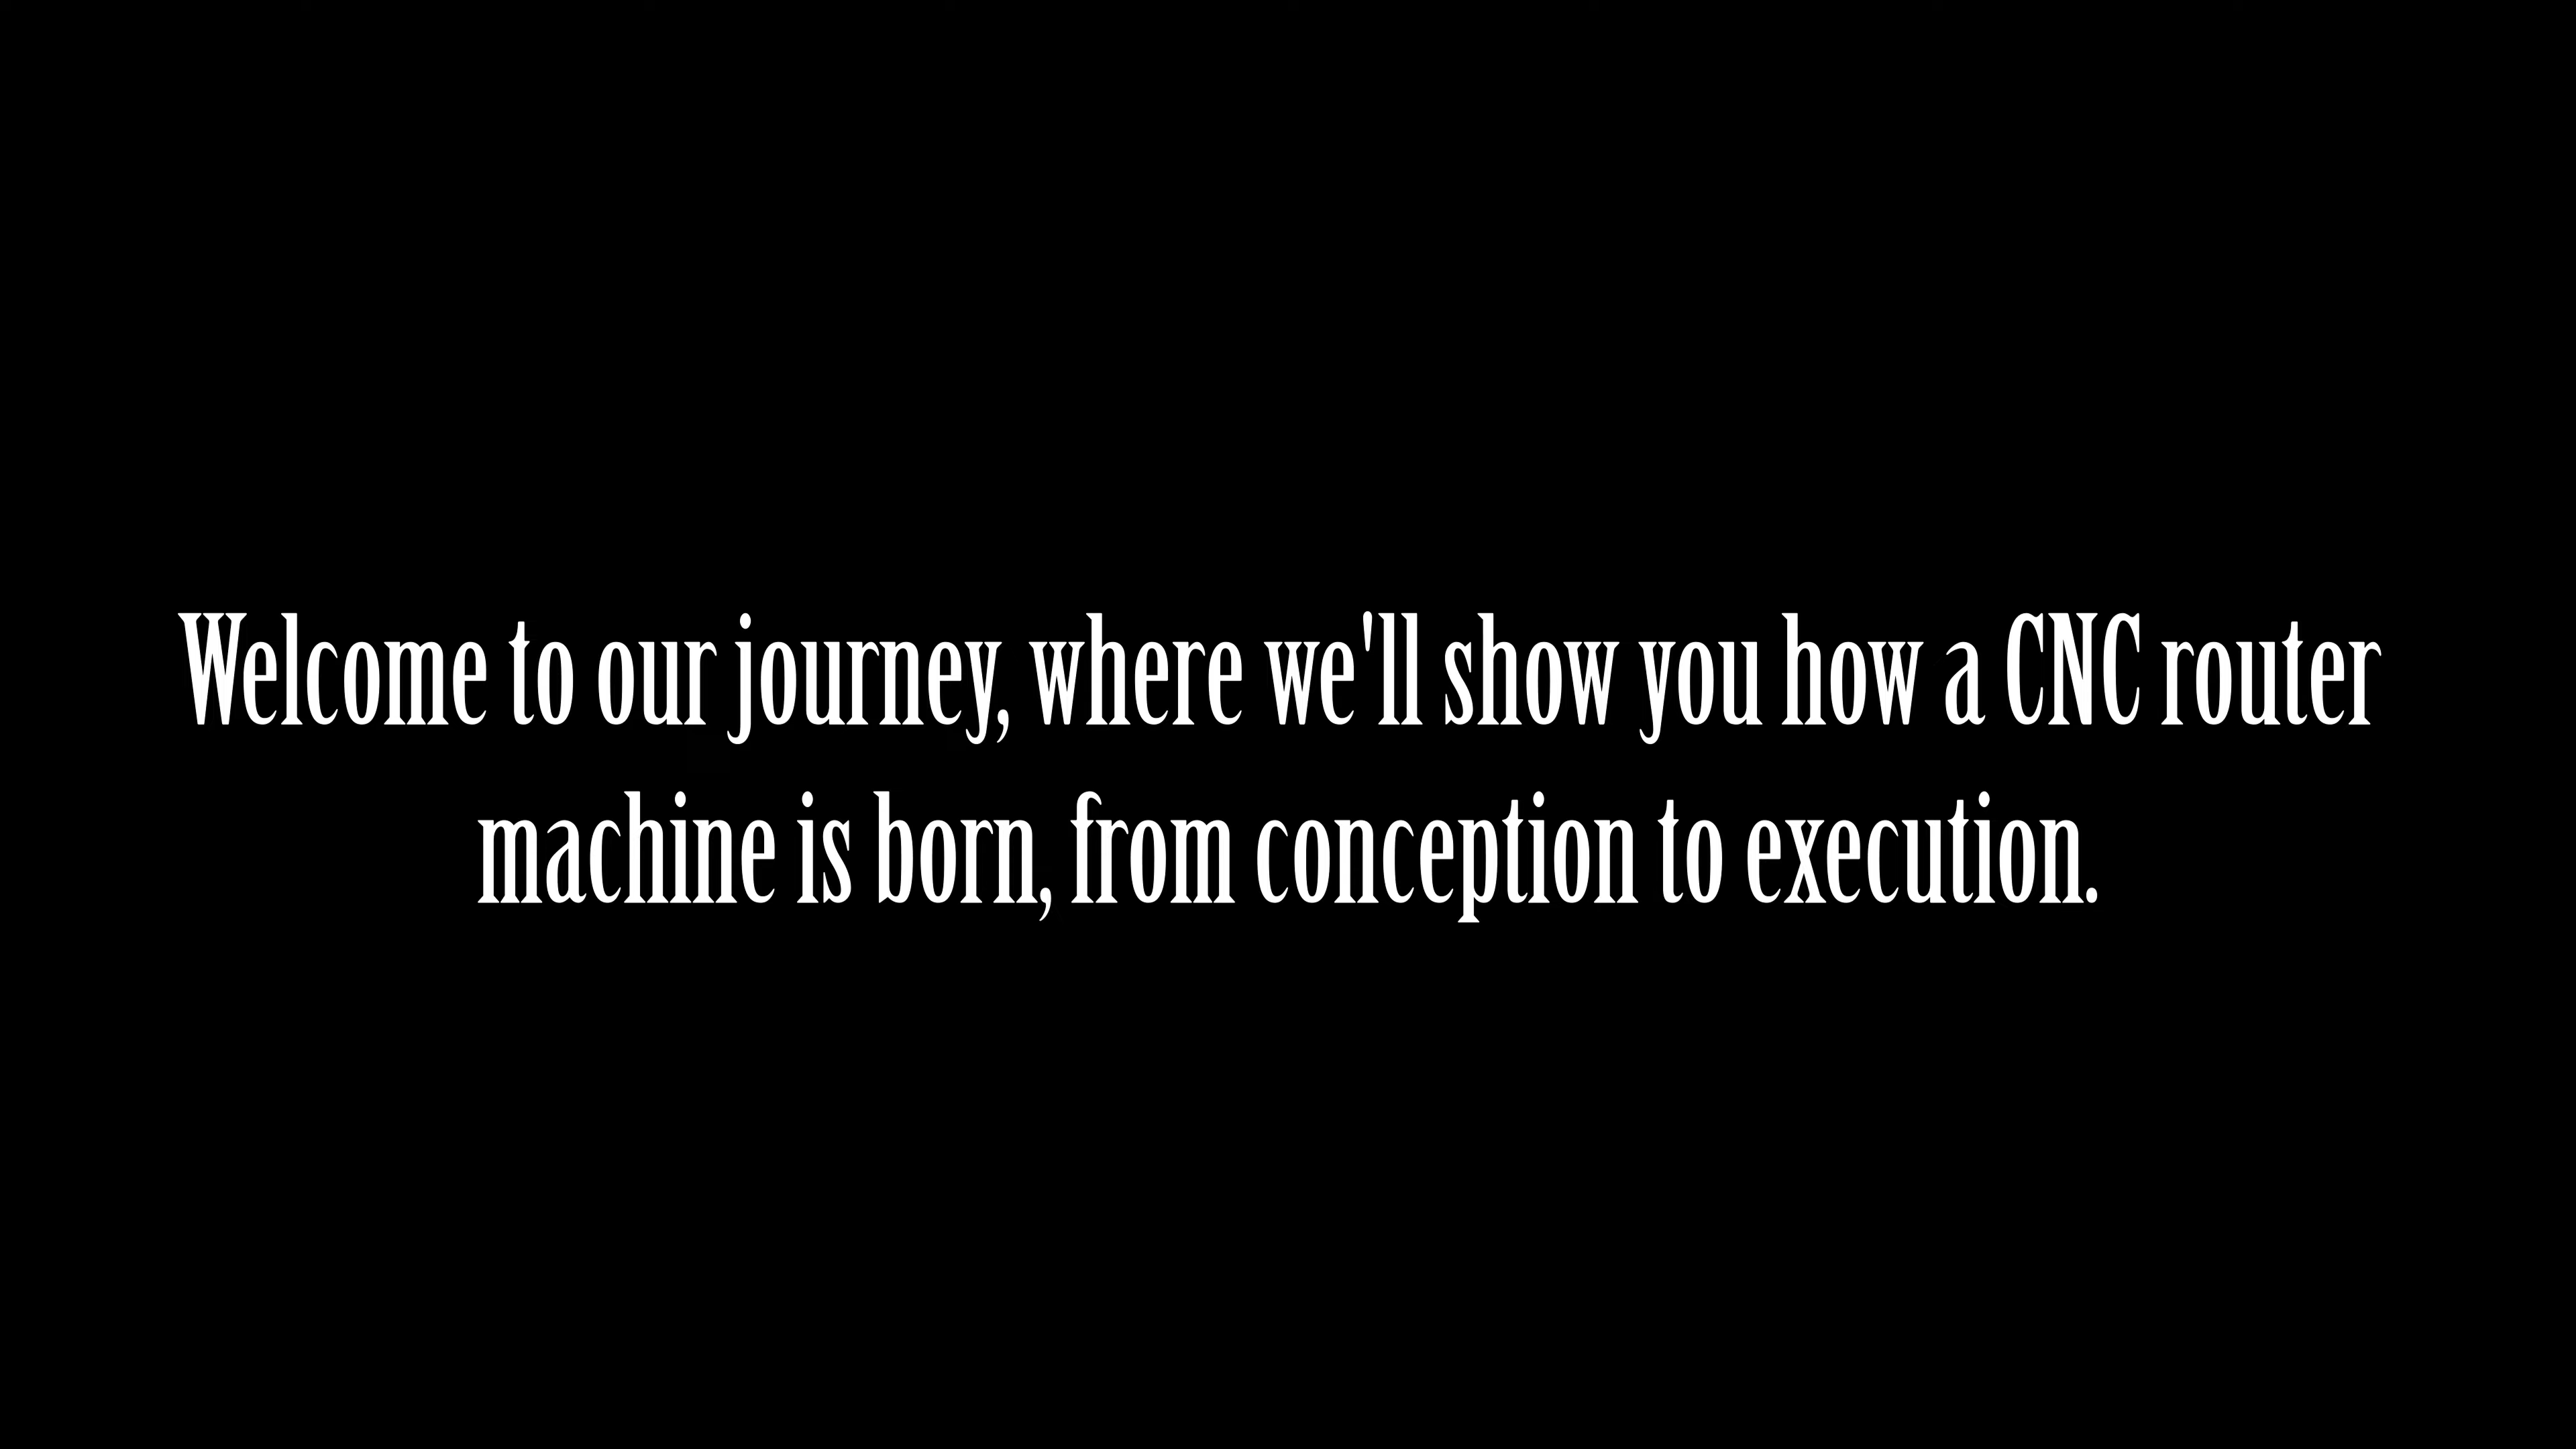 Welcome to our journey, where we'll show you how a CNC router
machine is born, from conception to execution.